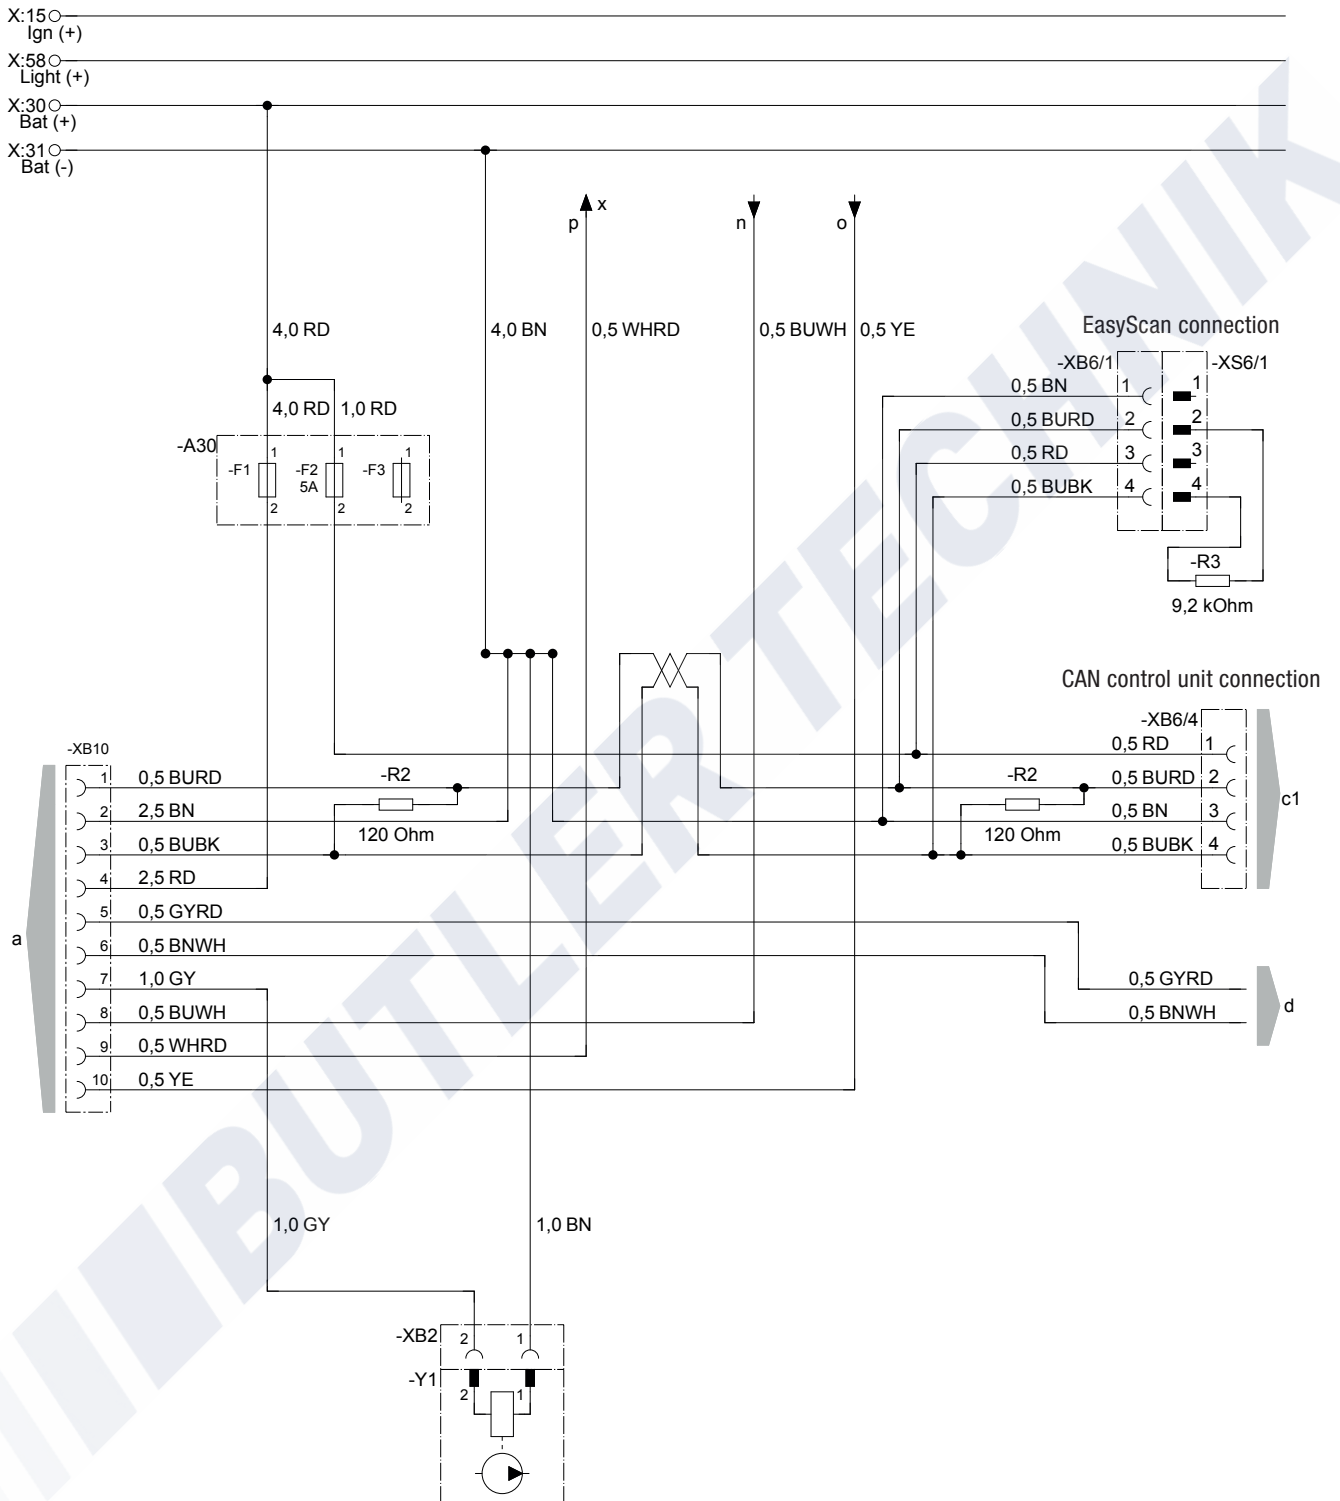 X:15
Ign (+)
X:58
Light (+)
X:30
Bat (+)
X:31
Bat (-)
x
p
n
o
4,0 RD
4,0 BN
0,5 WHRD
0,5 BUWH
0,5 YE
EasyScan connection
-XB6/1
-XS6/1
0,5 BN
1
1
0,5 BURD
2
2
0,5 RD
3
3
0,5 BUBK
4
4
-R3
9,2 kOhm
4,0 RD
1,0 RD
-A30
1
1
1
-F1
-F2
5A
-F3
2
2
2
CAN control unit connection
-XB6/4
0,5 RD
1
0,5 BURD
2
0,5 BN
3
0,5 BUBK
4
c1
-R2
120 Ohm
-R2
120 Ohm
-XB10
1
0,5 BURD
2
2,5 BN
3
0,5 BUBK
4
2,5 RD
5
0,5 GYRD
6
0,5 BNWH
7
1,0 GY
8
0,5 BUWH
9
0,5 WHRD
10
0,5 YE
a
0,5 GYRD
0,5 BNWH
d
1,0 GY
1,0 BN
-XB2
2
1
-Y1
2
1
BUTLER TECHNIK